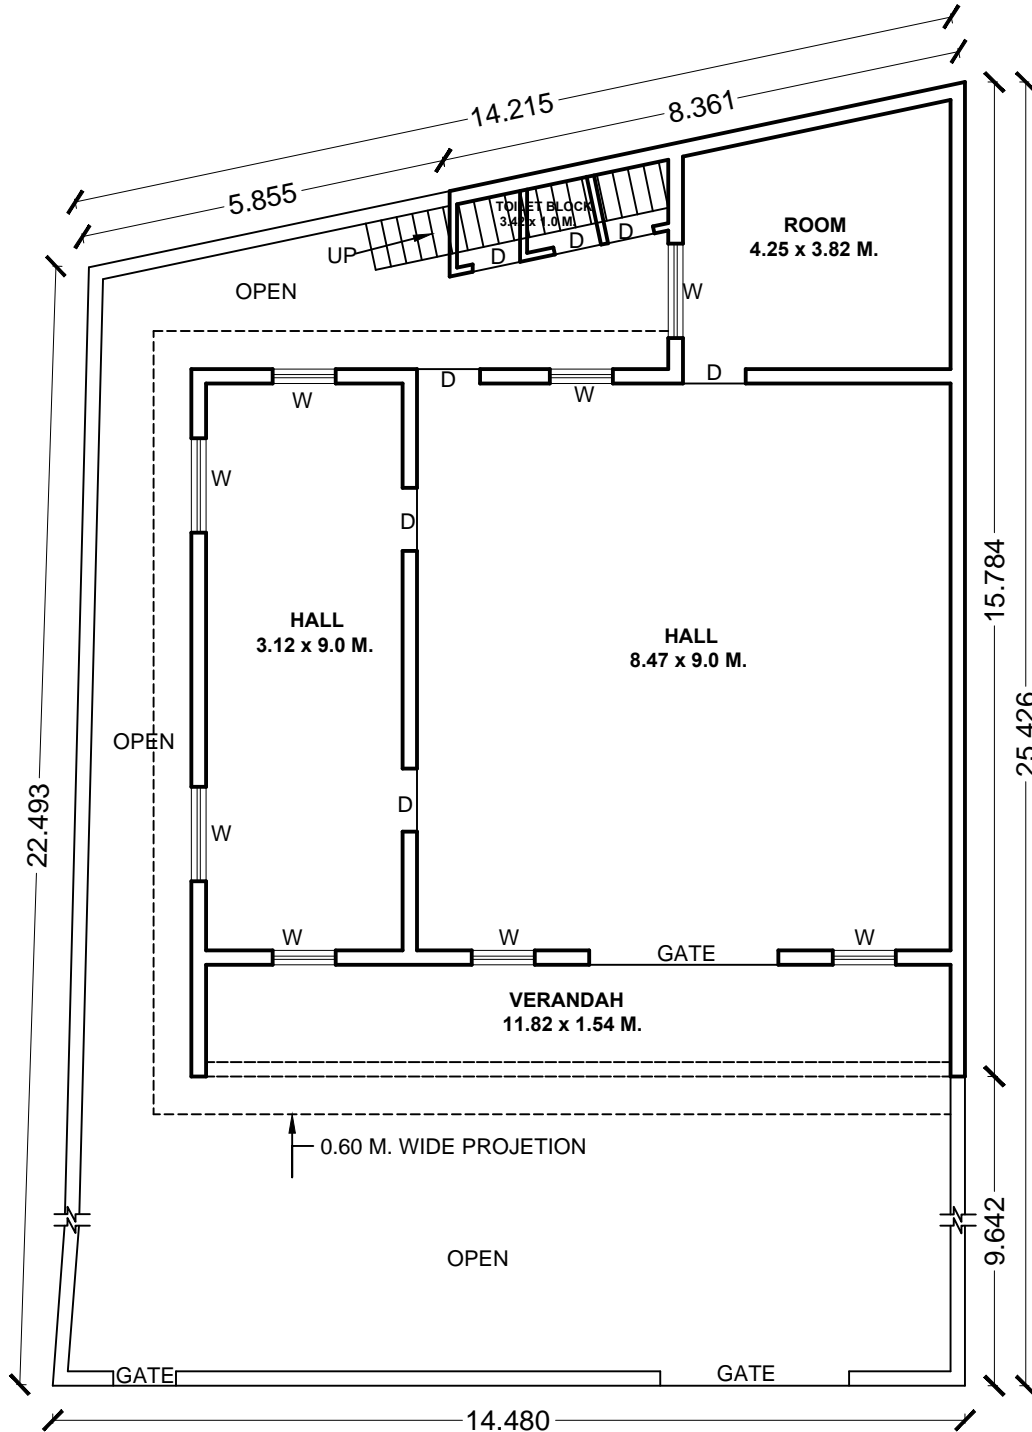 14.215
8.361
5.855
TOILET BLOCK
3.42 x 1.0 M.
ROOM
4.25 x 3.82 M.
UP
D
D
D
OPEN
W
D
W
D
W
W
D
HALL
3.12 x 9.0 M.
HALL
8.47 x 9.0 M.
15.784
25.426
OPEN
22.493
W
D
W
W
GATE
W
VERANDAH
11.82 x 1.54 M.
0.60 M. WIDE PROJETION
9.642
OPEN
GATE
GATE
14.480